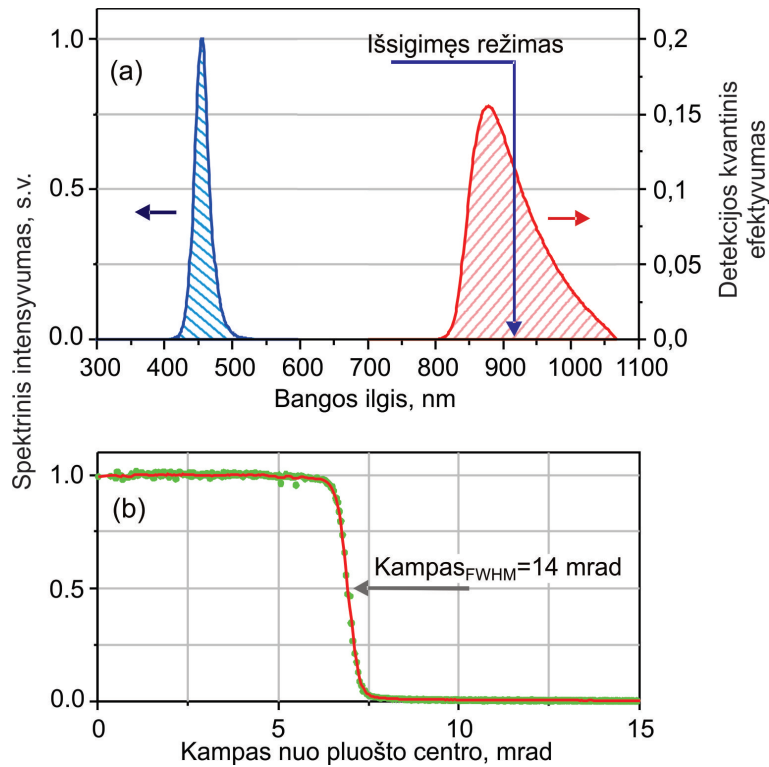 Spektrinis intensyvumas, s.v.
(a)
Išsigimęs režimas
1.0
0.5
0.0
0,2
0,15
0,1
0,05
0,0
Detekcijos kvantinis
efektyvumas
300 400 500 600 700 800 900 1000 1100
Bangos ilgis, nm
(b)
1.0
0.5
0.0
Kampas_FWHM=14 mrad
0 5 10 15
Kampas nuo pluošto centro, mrad